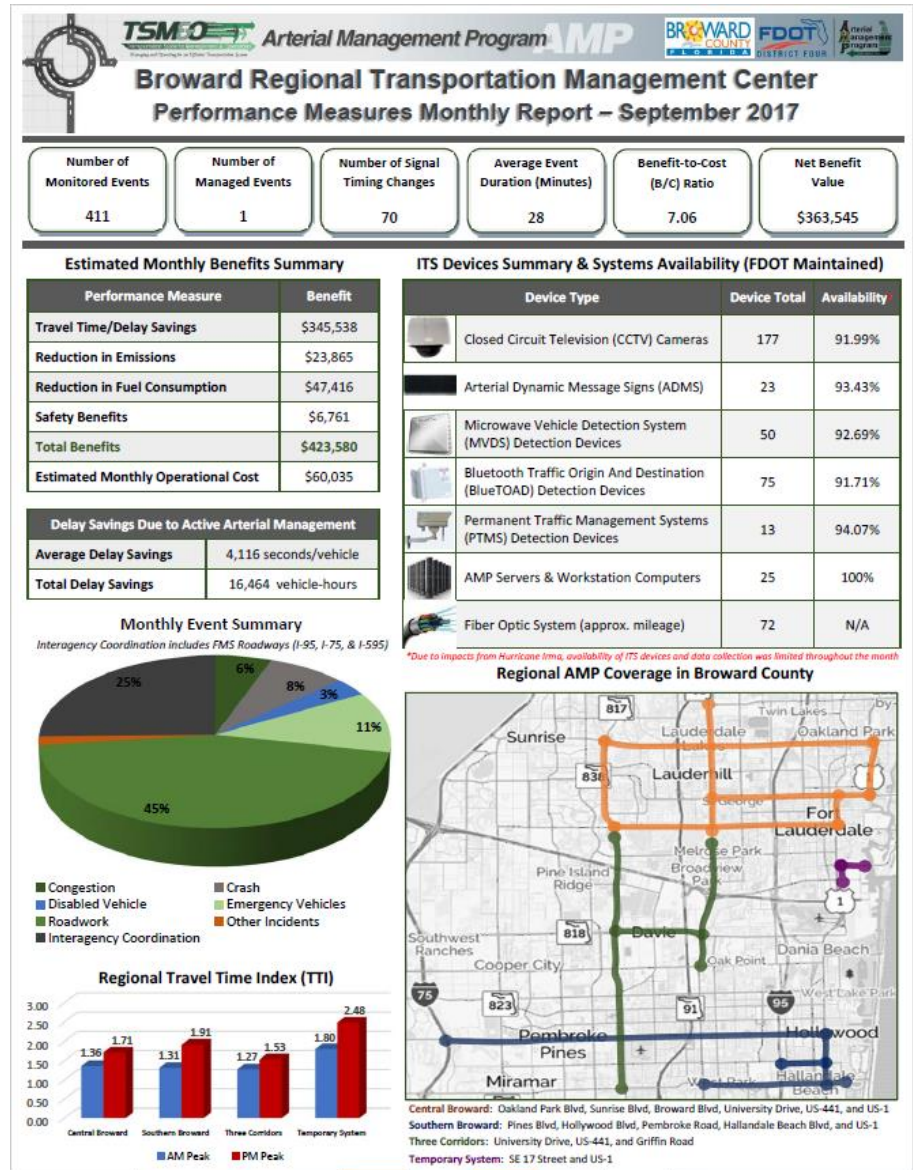 TSM&O
Arterial Management Program AMP
BROWARD
COUNTY
FLORIDA
FDOT
DISTRICT FOUR
Arterial
management
program
Broward Regional Transportation Management Center
Performance Measures Monthly Report – September 2017
Number of
Monitored Events
411
Number of
Managed Events
1
Number of Signal
Timing Changes
70
Average Event
Duration (Minutes)
28
Benefit-to-Cost
(B/C) Ratio
7.06
Net Benefit
Value
$363,545
Estimated Monthly Benefits Summary
Performance Measure Benefit
Travel Time/Delay Savings $345,538
Reduction in Emissions $23,865
Reduction in Fuel Consumption $47,416
Safety Benefits $6,761
Total Benefits $423,580
Estimated Monthly Operational Cost $60,035
Delay Savings Due to Active Arterial Management
Average Delay Savings 4,116 seconds/vehicle
Total Delay Savings 16,464 vehicle-hours
ITS Devices Summary & Systems Availability (FDOT Maintained)
Device Type Device Total Availability*
Closed Circuit Television (CCTV) Cameras 177 91.99%
Arterial Dynamic Message Signs (ADMS) 23 93.43%
Microwave Vehicle Detection System
(MVDS) Detection Devices 50 92.69%
Bluetooth Traffic Origin And Destination
(BlueTOAD) Detection Devices 75 91.71%
Permanent Traffic Management Systems
(PTMS) Detection Devices 13 94.07%
AMP Servers & Workstation Computers 25 100%
Fiber Optic System (approx. mileage) 72 N/A
*Due to impacts from Hurricane Irma, availability of ITS devices and data collection was limited throughout the month
Monthly Event Summary
Interagency Coordination includes FMS Roadways (I-95, I-75, & I-595)
6%
8%
3%
11%
45%
25%
Congestion
Crash
Disabled Vehicle
Emergency Vehicles
Roadwork
Other Incidents
Interagency Coordination
Regional Travel Time Index (TTI)
3.00
2.50
2.00
1.50
1.00
0.50
0.00
1.36 1.71
1.31 1.91
1.27 1.53
1.80 2.48
Central Broward Southern Broward Three Corridors Temporary System
AM Peak PM Peak
Regional AMP Coverage in Broward County
817
Twin Lakes
by-
Sunrise
Lauderdale
Lakes
Oakland Park
838
Lauderhill
1
St George
Fort
Lauderdale
Melrose Park
Broadview
Park
Pine Island
Ridge
1
818
Davie
Southwest
Ranches
Cooper City
Oak Point
Dania Beach
75
823
91
95
West Lake Park
Pembroke
Pines
Hollywood
Miramar
West Park
Hallandale
Beach
Central Broward: Oakland Park Blvd, Sunrise Blvd, Broward Blvd, University Drive, US-441, and US-1
Southern Broward: Pines Blvd, Hollywood Blvd, Pembroke Road, Hallandale Beach Blvd, and US-1
Three Corridors: University Drive, US-441, and Griffin Road
Temporary System: SE 17 Street and US-1